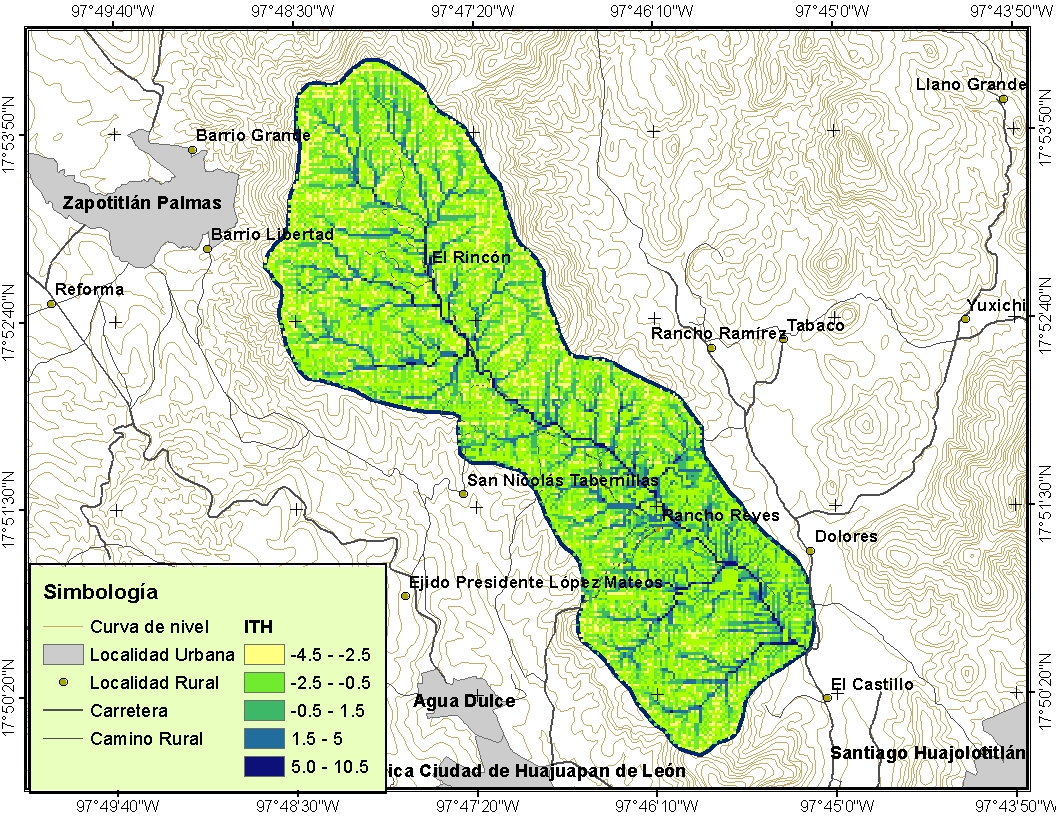 97°49'40"W 97°48'30"W 97°47'20"W 97°46'10"W 97°45'0"W 97°43'50"W
Llano Grande
17°53'50"N
17°53'50"N
Barrio Grande
Zapotitlán Palmas
Barrio Libertad
El Rincón
Reforma
Yuxichi
17°52'40"N
17°52'40"N
Rancho Ramírez
Tabaco
San Nicolás Tabernillas
17°51'30"N
17°51'30"N
Rancho Reyes
Dolores
Ejido Presidente López Mateos
Simbología
Curva de nivel
Localidad Urbana
Localidad Rural
Carretera
Camino Rural
ITH
-4.5 - -2.5
-2.5 - -0.5
-0.5 - 1.5
1.5 - 5
5.0 - 10.5
17°50'20"N
17°50'20"N
El Castillo
Agua Dulce
Santiago Huajolotitlán
ica Ciudad de Huajuapan de León
97°49'40"W 97°48'30"W 97°47'20"W 97°46'10"W 97°45'0"W 97°43'50"W